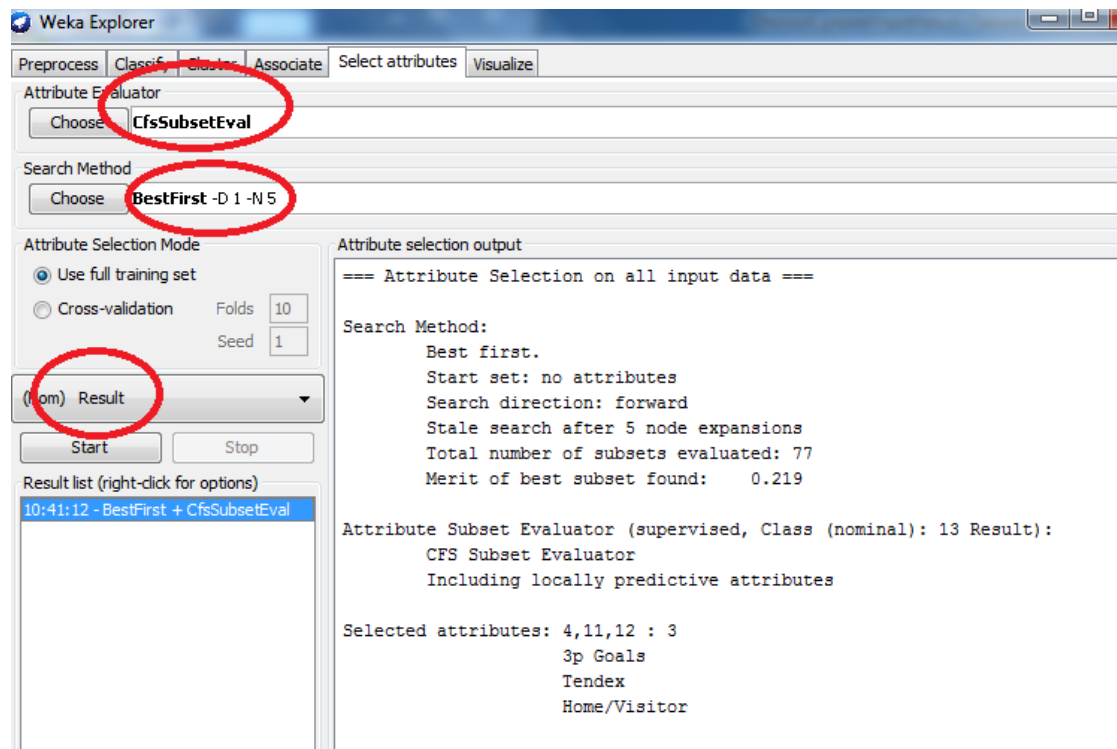 Weka Explorer
Preprocess Classify Cluster Associate Select attributes Visualize
Attribute Evaluator
Choose CfsSubsetEval
Search Method
Choose BestFirst -D 1 -N 5
Attribute Selection Mode
Use full training set
Cross-validation Folds 10
Seed 1
(Nom) Result
Start Stop
Result list (right-click for options)
10:41:12 - BestFirst + CfsSubsetEval
Attribute selection output
=== Attribute Selection on all input data ===
Search Method:
Best first.
Start set: no attributes
Search direction: forward
Stale search after 5 node expansions
Total number of subsets evaluated: 77
Merit of best subset found: 0.219
Attribute Subset Evaluator (supervised, Class (nominal): 13 Result):
CFS Subset Evaluator
Including locally predictive attributes
Selected attributes: 4,11,12 : 3
3p Goals
Tendex
Home/Visitor